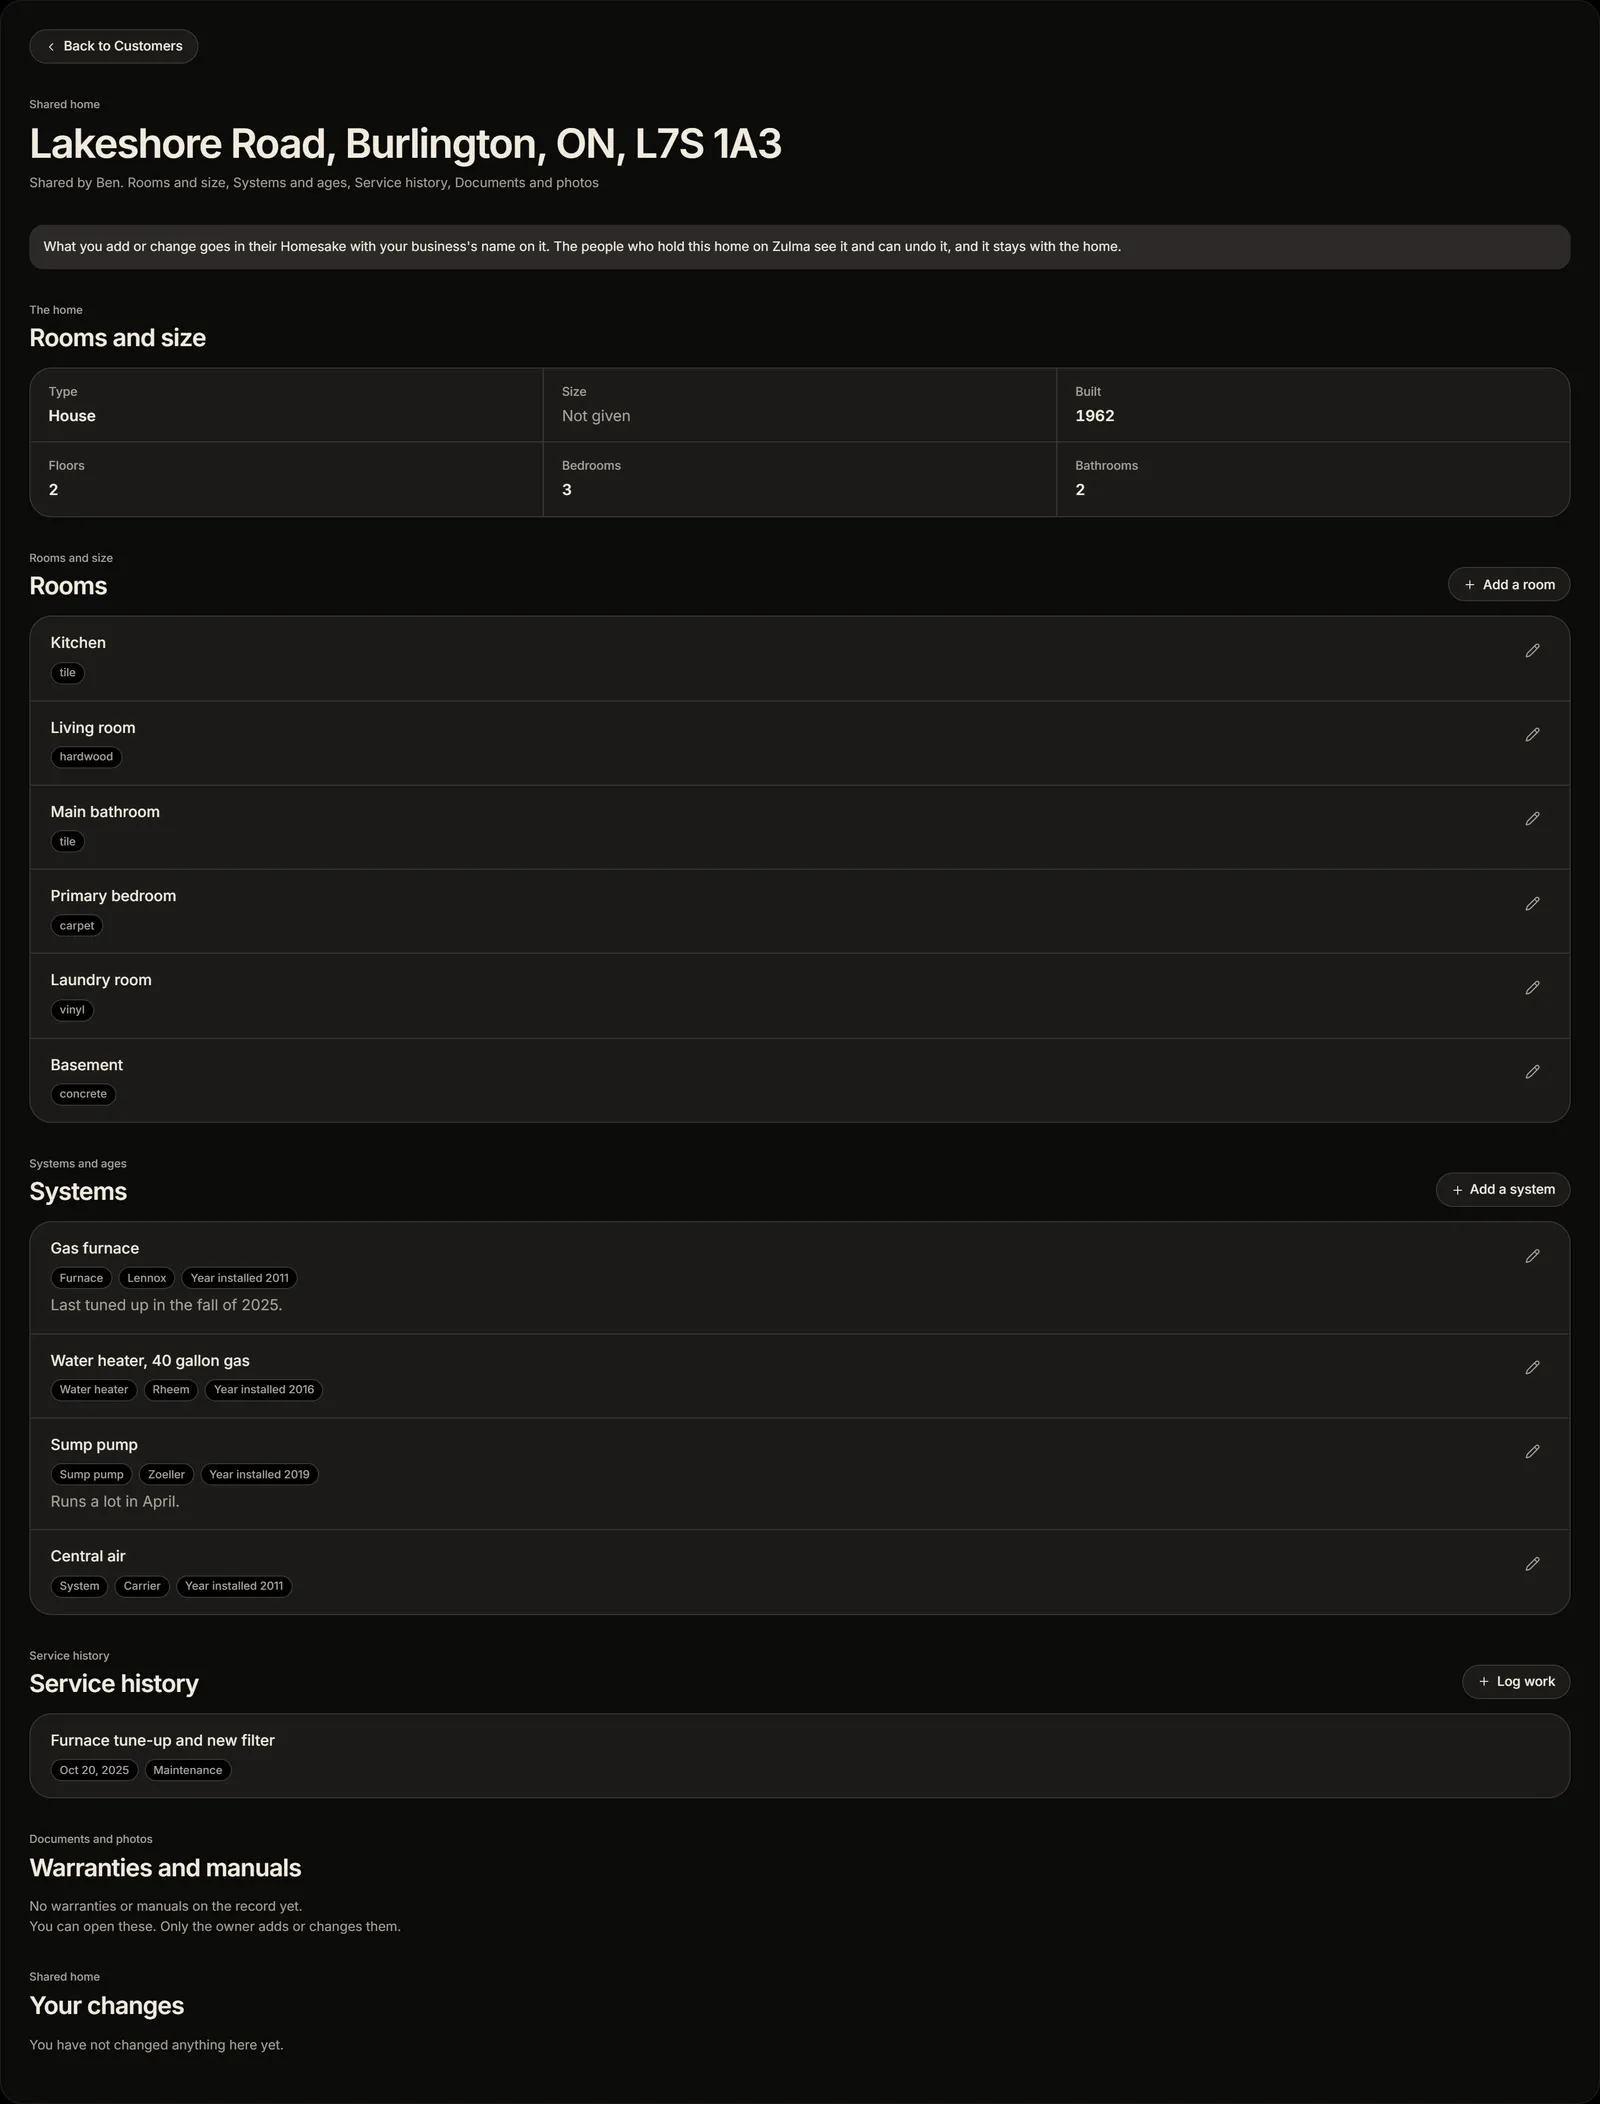 Back to Customers
Shared home
Lakeshore Road, Burlington, ON, L7S 1A3
Shared by Ben. Rooms and size, Systems and ages, Service history, Documents and photos
What you add or change goes in their Homesake with your business's name on it. The people who hold this home on Zulma see it and can undo it, and it stays with the home.
The home
Rooms and size
Type
House
Size
Not given
Built
1962
Floors
2
Bedrooms
3
Bathrooms
2
Rooms and size
Rooms
+ Add a room
Kitchen
tile
Living room
hardwood
Main bathroom
tile
Primary bedroom
carpet
Laundry room
vinyl
Basement
concrete
Systems and ages
Systems
+ Add a system
Gas furnace
Furnace Lennox Year installed 2011
Last tuned up in the fall of 2025.
Water heater, 40 gallon gas
Water heater Rheem Year installed 2016
Sump pump
Sump pump Zoeller Year installed 2019
Runs a lot in April.
Central air
System Carrier Year installed 2011
Service history
Service history
+ Log work
Furnace tune-up and new filter
Oct 20, 2025 Maintenance
Documents and photos
Warranties and manuals
No warranties or manuals on the record yet.
You can open these. Only the owner adds or changes them.
Shared home
Your changes
You have not changed anything here yet.